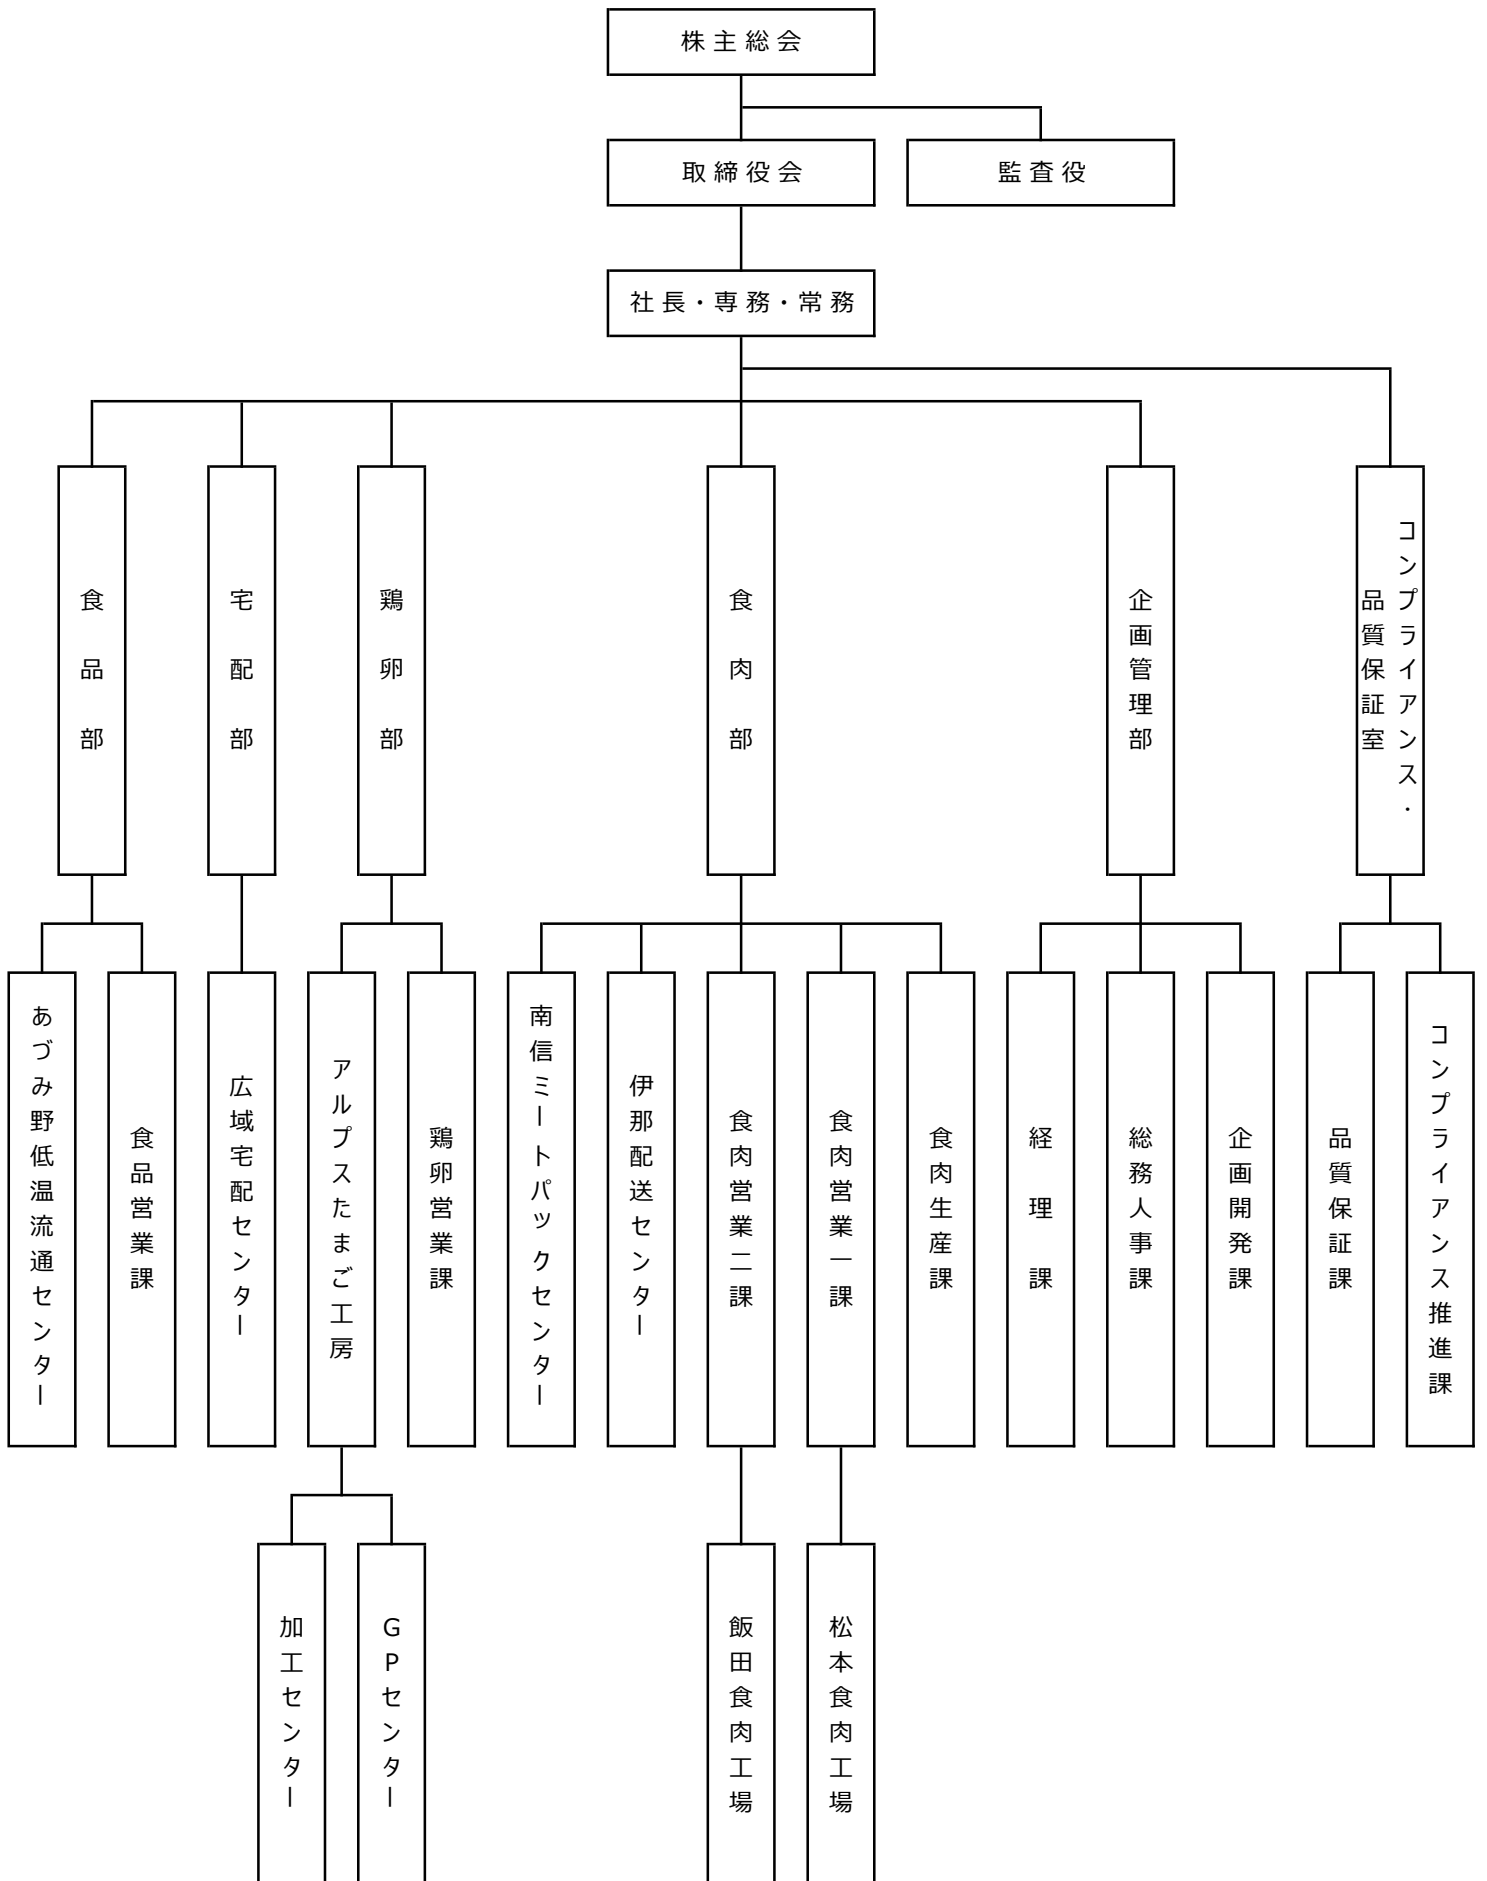 株主総会
取締役会
監査役
社長・専務・常務
食品部
宅配部
鶏卵部
食肉部
企画管理部
コンプライアンス・
品質保証室
あづみ野低温流通センター
食品営業課
広域宅配センター
アルプスたまご工房
鶏卵営業課
南信ミートパックセンター
伊那配送センター
食肉営業二課
食肉営業一課
食肉生産課
経理課
総務人事課
企画開発課
品質保証課
コンプライアンス推進課
加工センター
GPセンター
飯田食肉工場
松本食肉工場